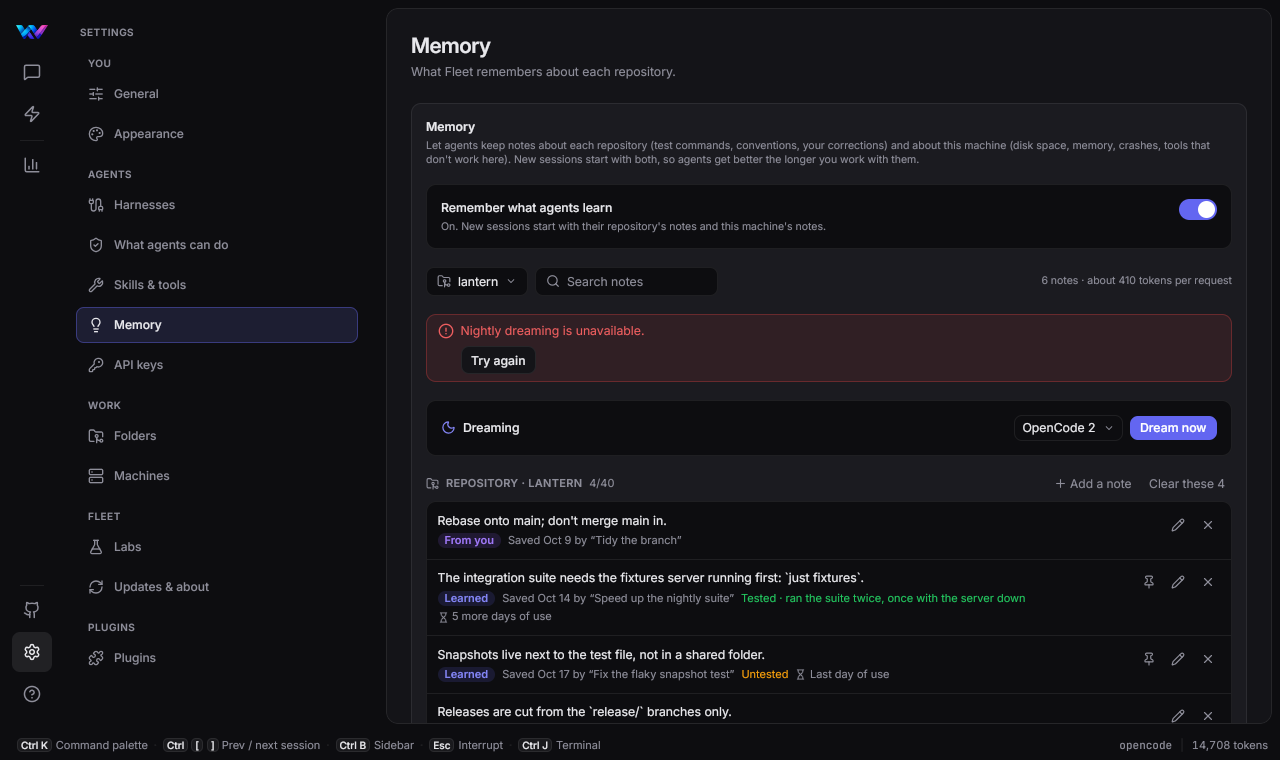 SETTINGS
YOU
General
Appearance
AGENTS
Harnesses
What agents can do
Skills & tools
Memory
API keys
WORK
Folders
Machines
FLEET
Labs
Updates & about
PLUGINS
Plugins
Memory
What Fleet remembers about each repository.
Memory
Let agents keep notes about each repository (test commands, conventions, your corrections) and about this machine (disk space, memory, crashes, tools that
don't work here). New sessions start with both, so agents get better the longer you work with them.
Remember what agents learn
On. New sessions start with their repository's notes and this machine's notes.
lantern
Search notes
6 notes · about 410 tokens per request
Nightly dreaming is unavailable.
Try again
Dreaming
OpenCode 2
Dream now
REPOSITORY · LANTERN 4/40
Add a note
Clear these 4
Rebase onto main; don't merge main in.
From you Saved Oct 9 by “Tidy the branch”
The integration suite needs the fixtures server running first: `just fixtures`.
Learned Saved Oct 14 by “Speed up the nightly suite” Tested · ran the suite twice, once with the server down
5 more days of use
Snapshots live next to the test file, not in a shared folder.
Learned Saved Oct 17 by “Fix the flaky snapshot test” Untested Last day of use
Releases are cut from the `release/` branches only.
Ctrl K Command palette · Ctrl [ ] Prev / next session · Ctrl B Sidebar · Esc Interrupt · Ctrl J Terminal
opencode
14,708 tokens